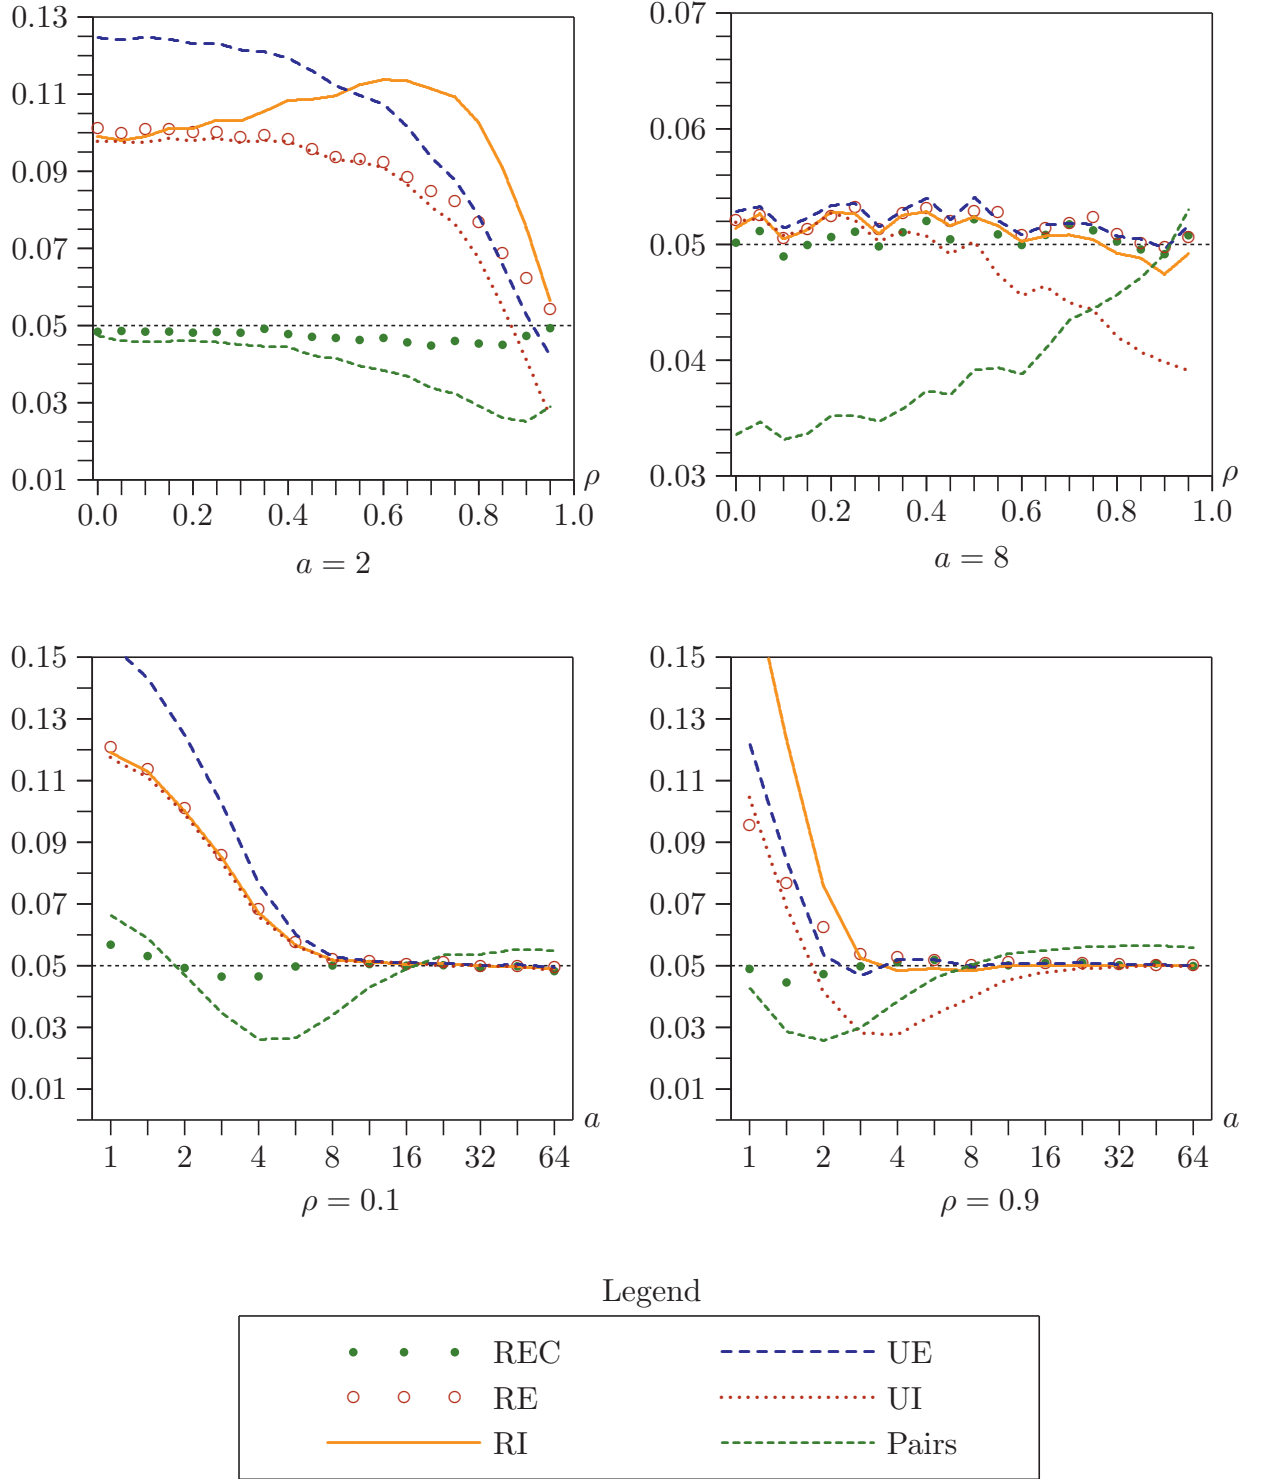 0.13
0.11
0.09
0.07
0.05
0.03
0.01
0.0 0.2 0.4 0.6 0.8 1.0
ρ
a = 2
0.07
0.06
0.05
0.04
0.03
0.0 0.2 0.4 0.6 0.8 1.0
ρ
a = 8
0.15
0.13
0.11
0.09
0.07
0.05
0.03
0.01
1 2 4 8 16 32 64
a
ρ = 0.1
0.15
0.13
0.11
0.09
0.07
0.05
0.03
0.01
1 2 4 8 16 32 64
a
ρ = 0.9
Legend
REC
RE
RI
UE
UI
Pairs